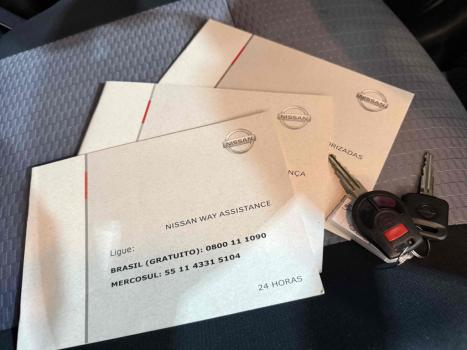 NISSAN
ORIZADAS
NISSAN
NÇA
NISSAN
NISSAN WAY ASSISTANCE
Ligue:
BRASIL (GRATUITO): 0800 11 1090
MERCOSUL: 55 11 4331 5104
24 HORAS